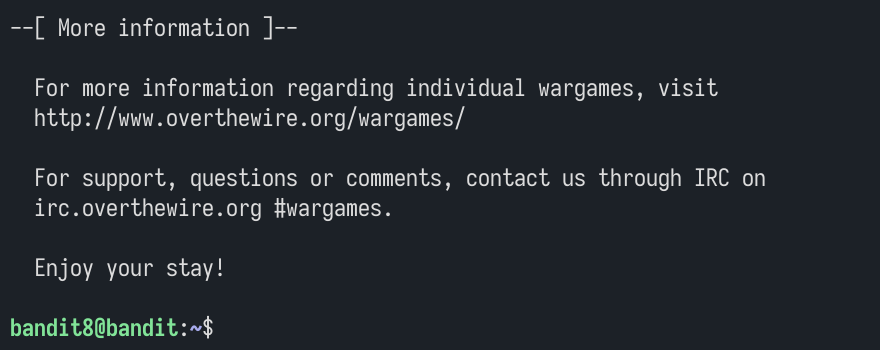 --[ More information ]--
For more information regarding individual wargames, visit
http://www.overthewire.org/wargames/
For support, questions or comments, contact us through IRC on
irc.overthewire.org #wargames.
Enjoy your stay!
bandit8@bandit:~$